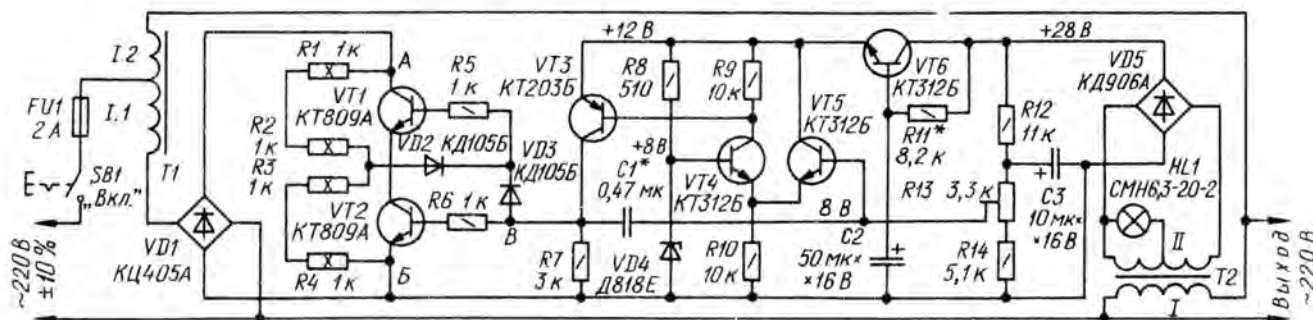 I.2
I.1
FU1
2 А
SB1
„Вкл."
T1
~220 В
±10%
VD1
КЦ405А
R1 1к
А
R2
1к
R3
1к
R4 1к
Б
VT1
КТ809А
VT2
КТ809А
R5
1к
VD2 КД105Б
VD3
КД105Б
R6 1к
В
VT3
КТ203Б
C1*
0,47 мк
R7
3к
+12 В
R8
510
R9
10к
+8В
VT4
КТ312Б
VD4
Д818Е
R10
10к
VT5
КТ312Б
VT6
КТ312Б
R11*
8,2 к
8 В
C2
50 мк×
×16 В
+
+28В
R12
11 к
R13
3,3 к
R14
5,1 к
+
C3
10 мк×
×16 В
VD5
КД906А
HL1
СМН6,3-20-2
II
T2
I
Выход
~220 В